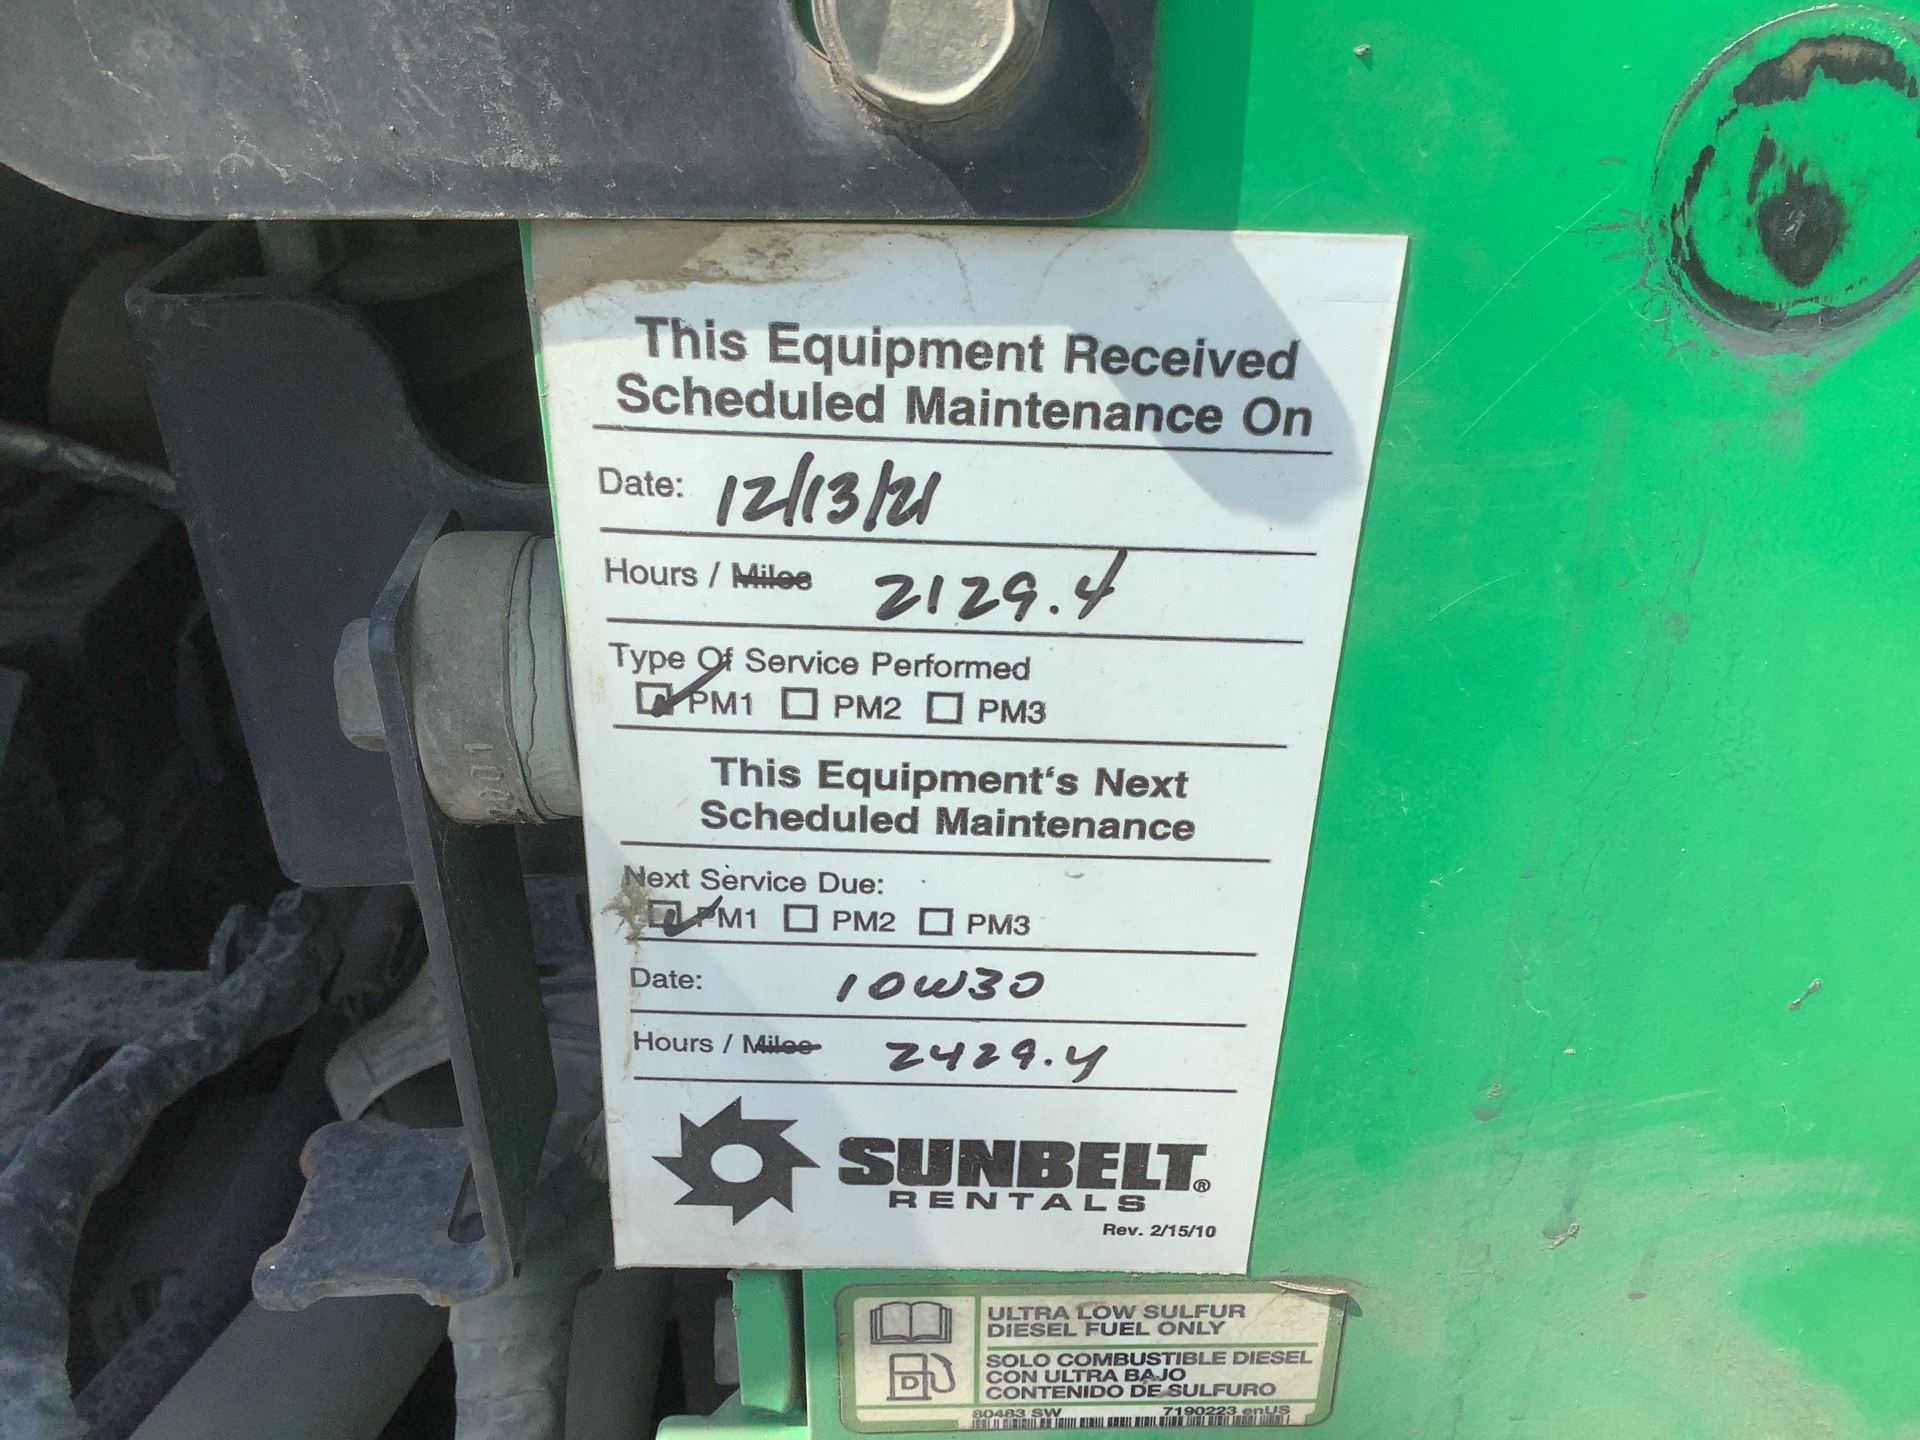 This Equipment Received
Scheduled Maintenance On
Date: 12/13/21
Hours / Miles 2129.4
Type Of Service Performed
PM1 PM2 PM3
This Equipment's Next
Scheduled Maintenance
Next Service Due:
PM1 PM2 PM3
Date: 10W30
Hours / Miles 2429.4
SUNBELT®
RENTALS
Rev. 2/15/10
ULTRA LOW SULFUR
DIESEL FUEL ONLY
D
SOLO COMBUSTIBLE DIESEL
CON ULTRA BAJO
CONTENIDO DE SULFURO
80483 SW 7190223 enUS